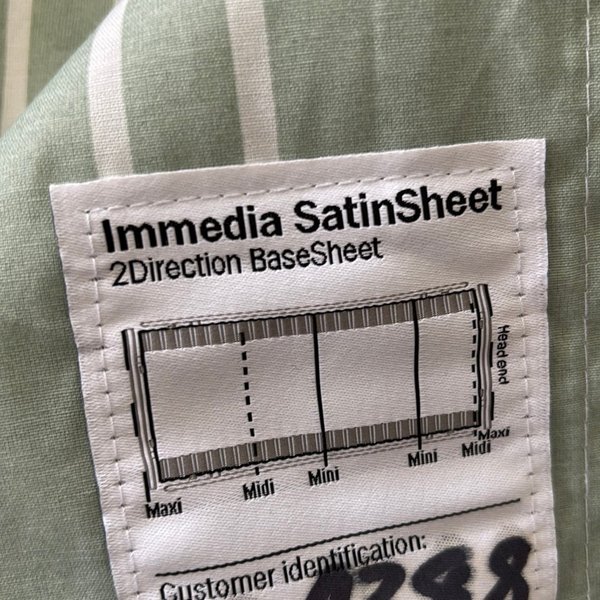 Immedia SatinSheet
2Direction BaseSheet
Head end
Maxi
Midi
Mini
Mini
Midi
Maxi
Customer identification: